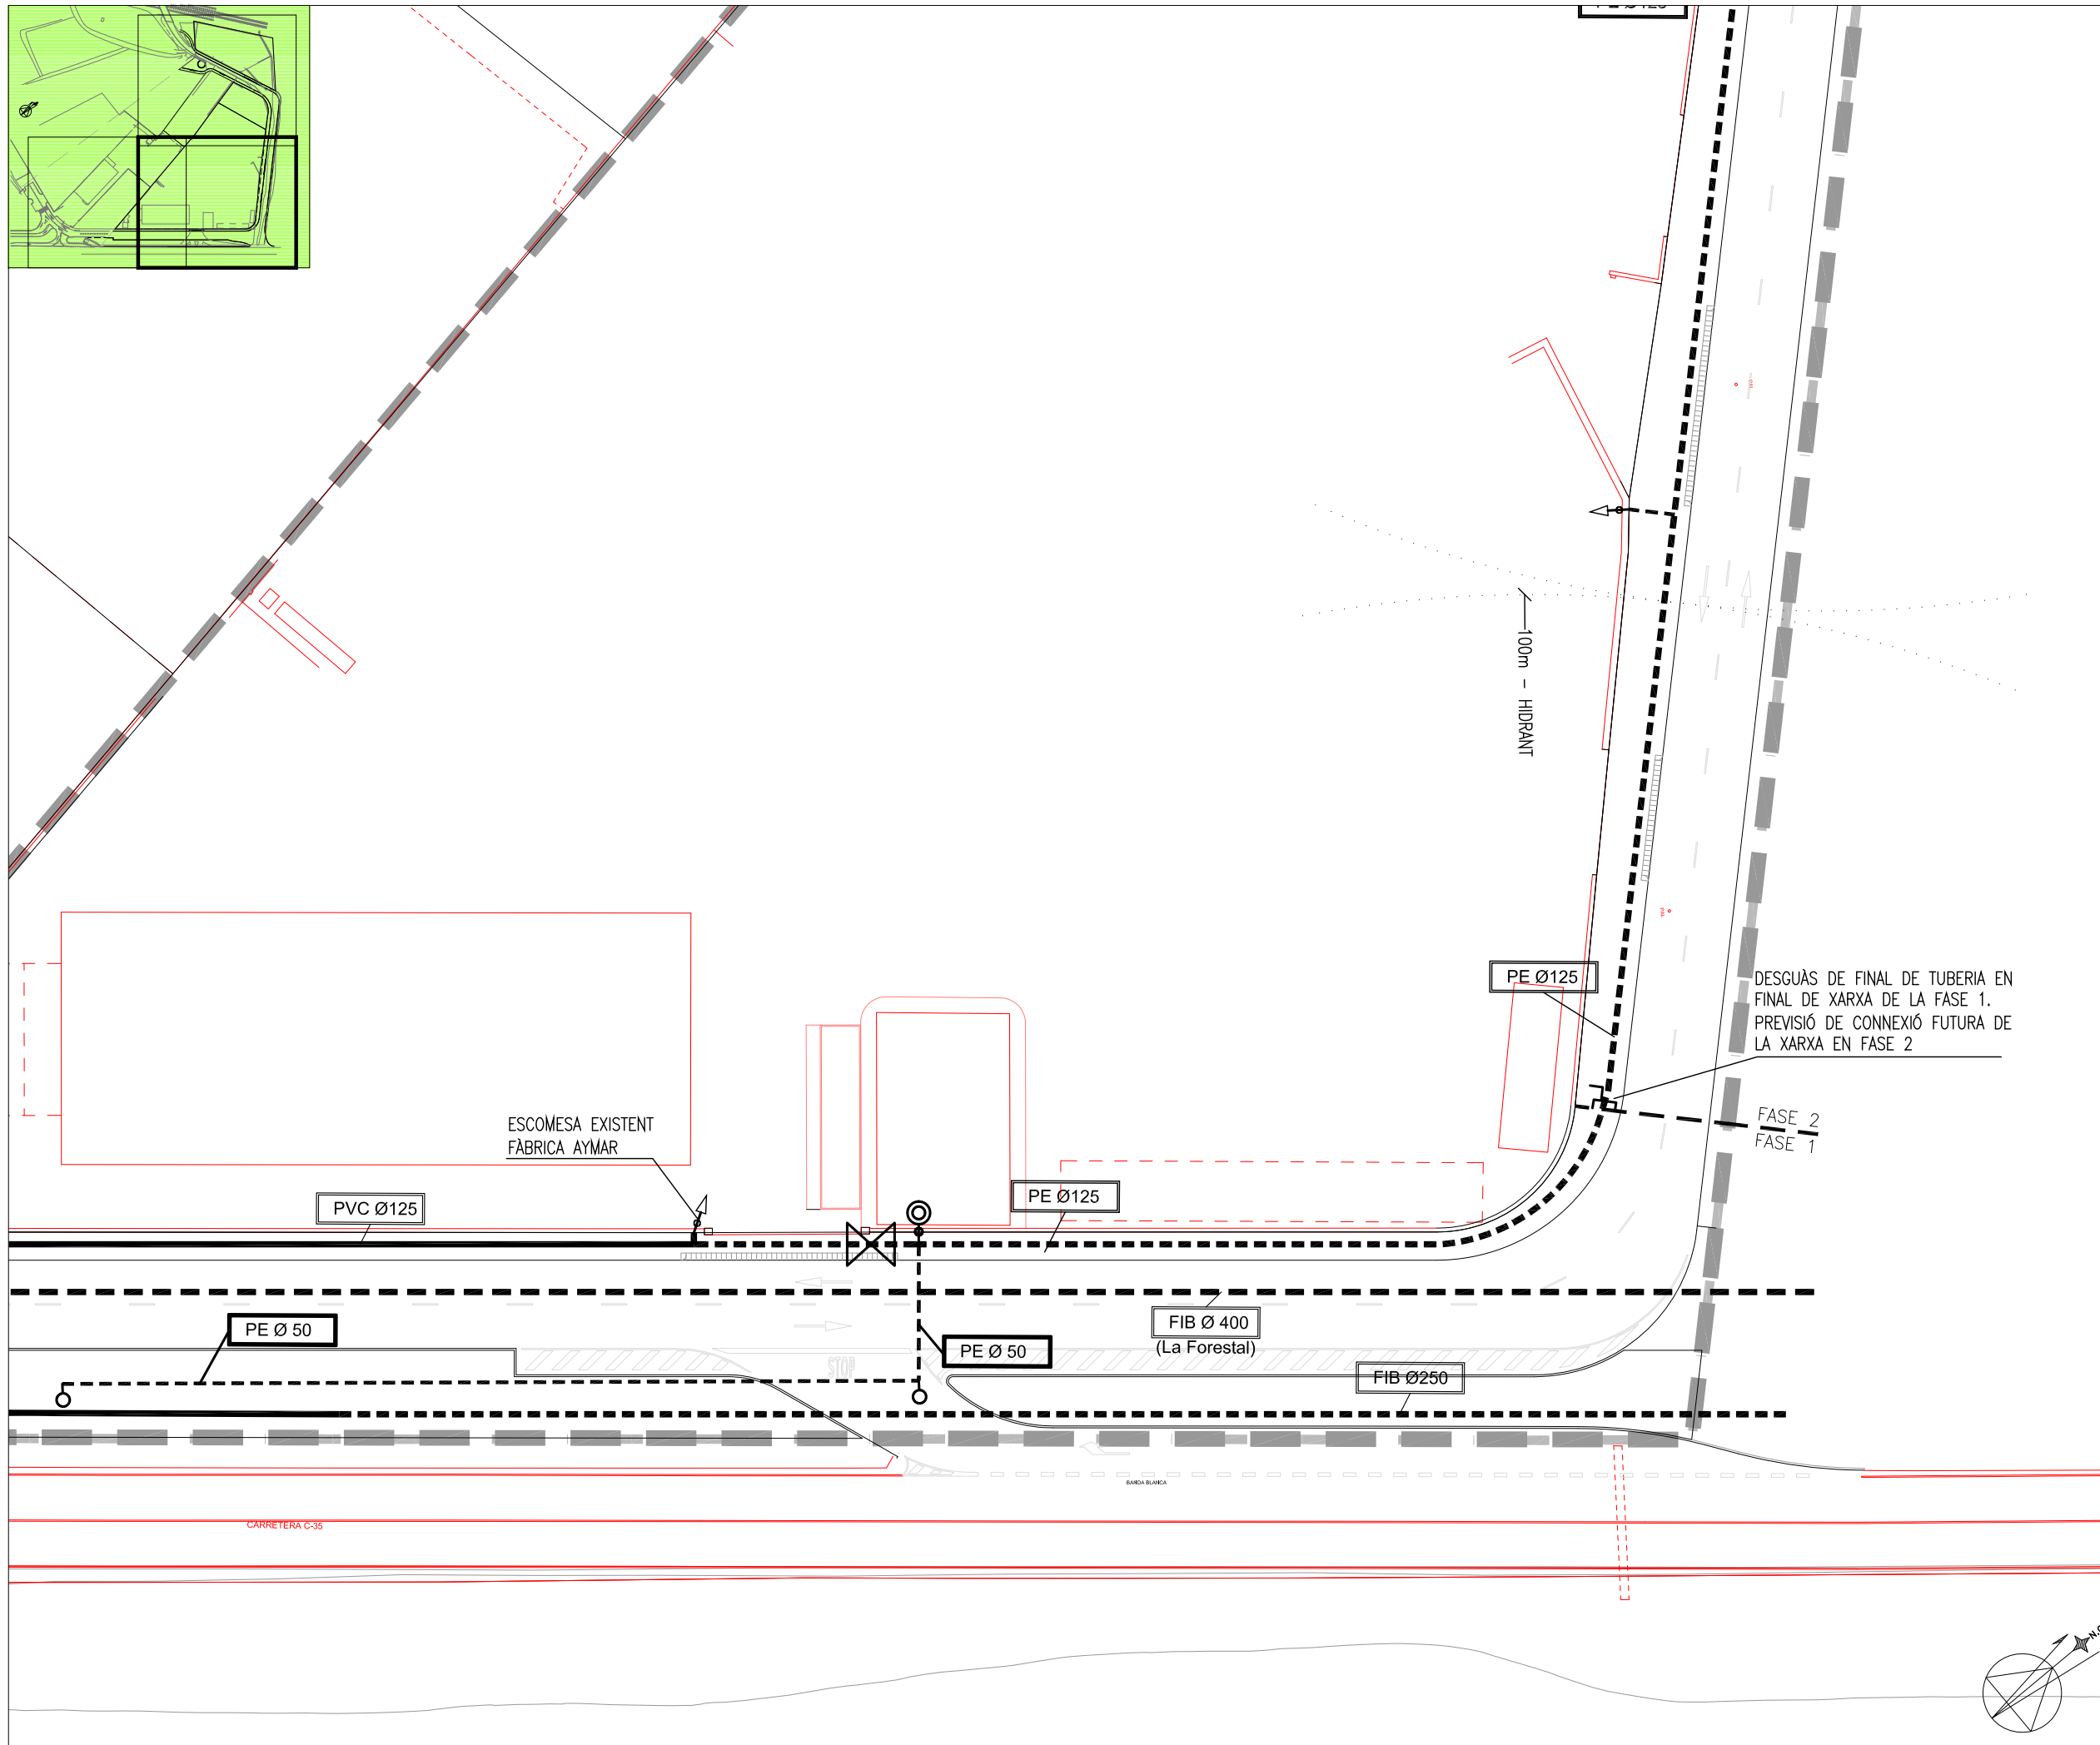 PE Ø125
100m - HIDRANT
PE Ø125
DESGUÀS DE FINAL DE TUBERIA EN
FINAL DE XARXA DE LA FASE 1.
PREVISIÓ DE CONNEXIÓ FUTURA DE
LA XARXA EN FASE 2
FASE 2
FASE 1
ESCOMESA EXISTENT
FÀBRICA AYMAR
PVC Ø125
PE Ø125
PE Ø 50
FIB Ø 400
(La Forestal)
PE Ø 50
STOP
FIB Ø250
BANDA BLANCA
CARRETERA C-35